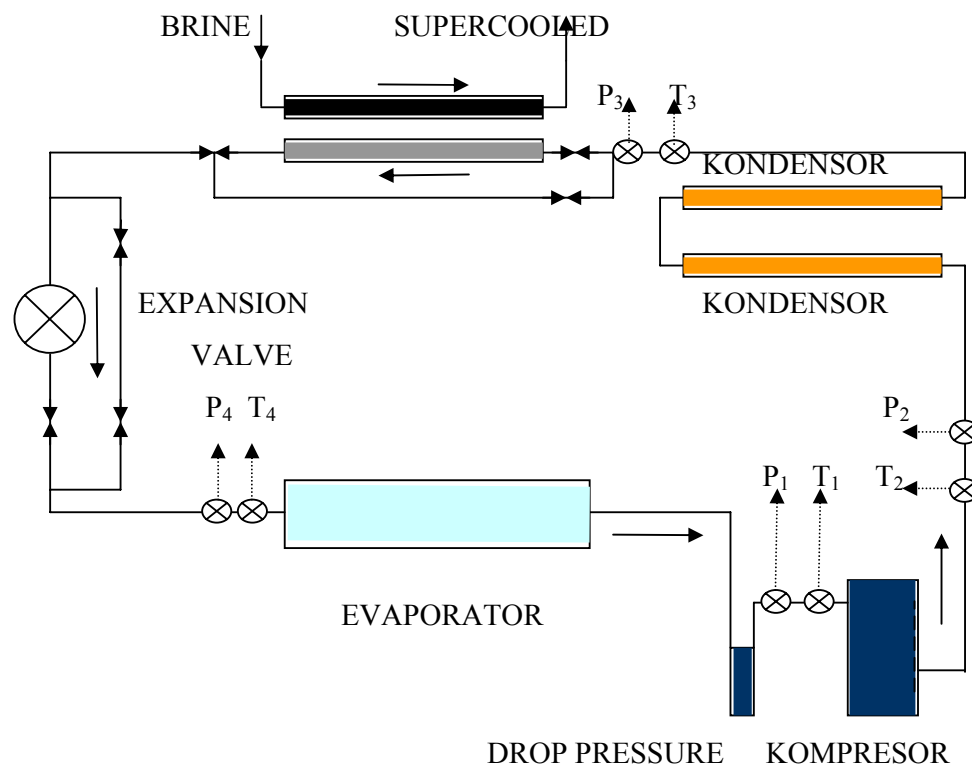 BRINE SUPERCOOLED
P₃ T₃
KONDENSOR
KONDENSOR
EXPANSION
VALVE
P₄ T₄
P₂
T₂
P₁ T₁
EVAPORATOR
DROP PRESSURE KOMPRESOR